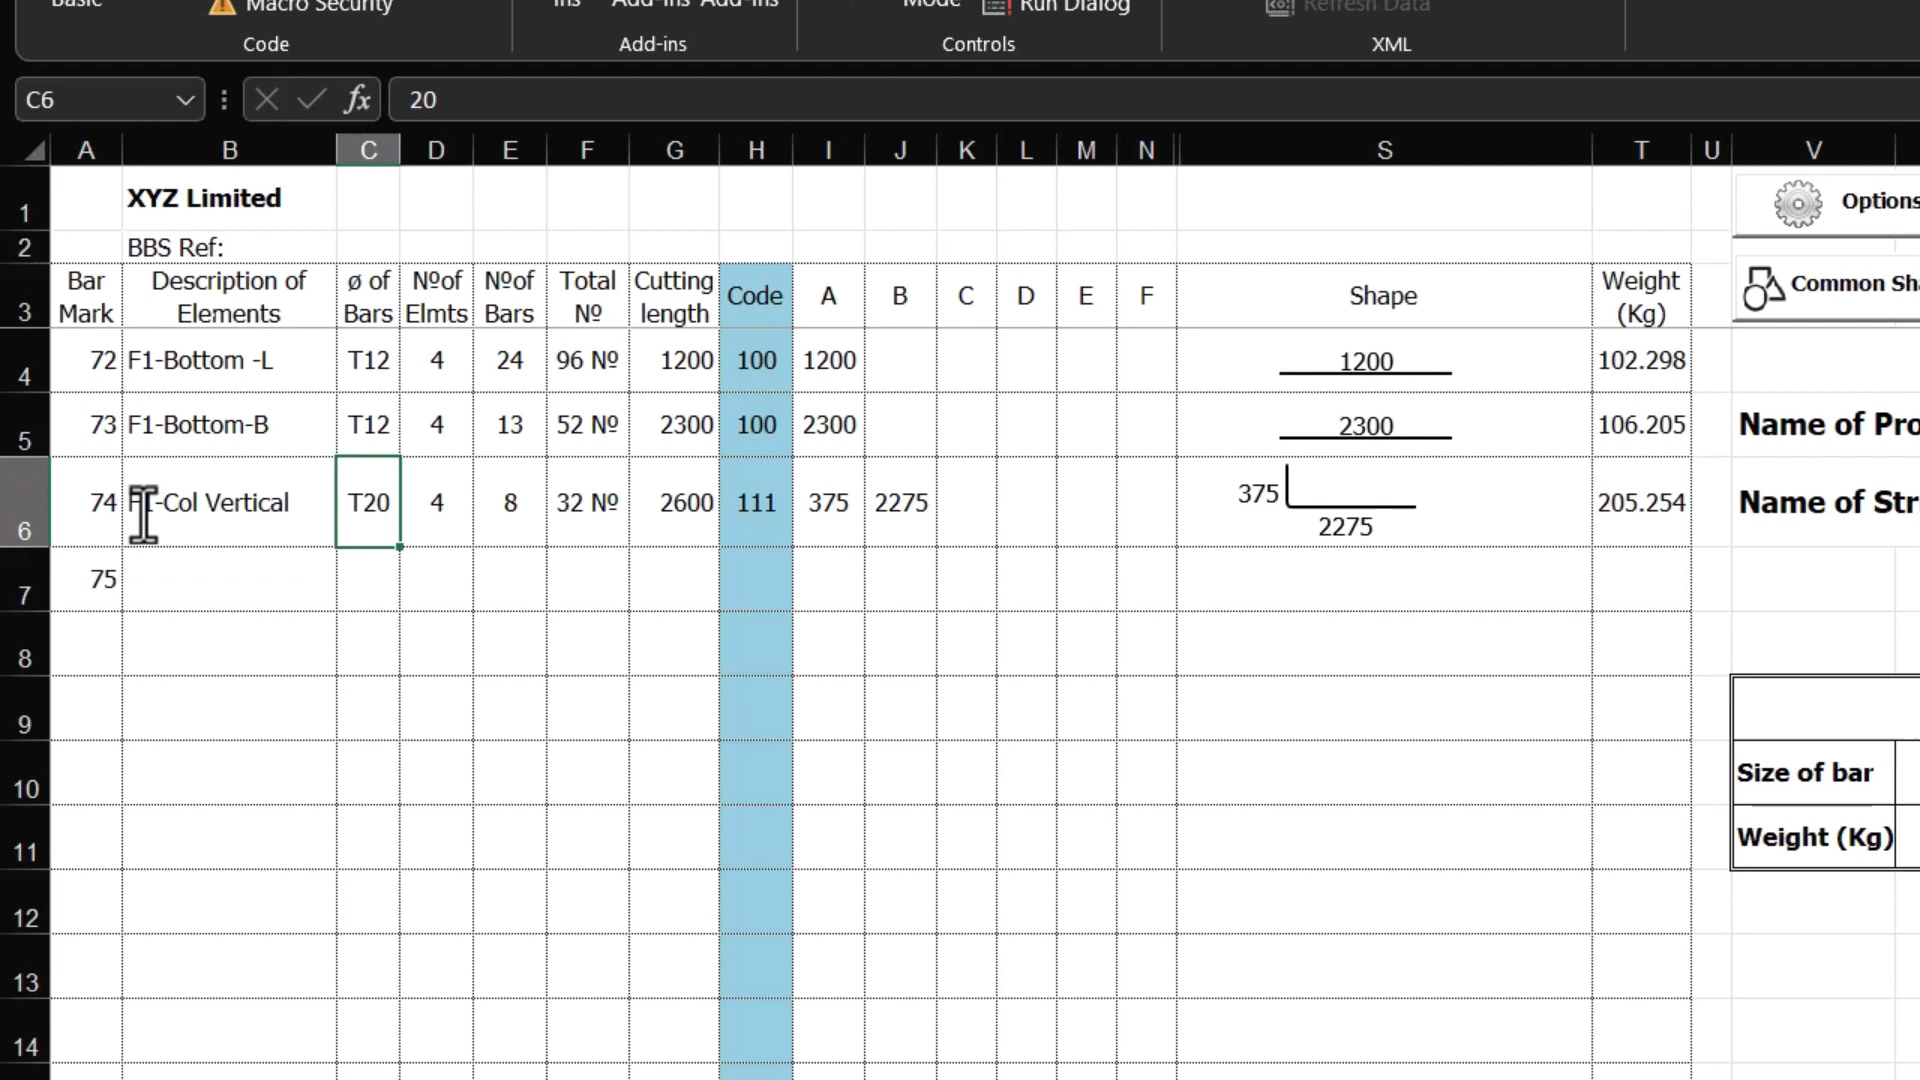 Basic
Macro Security
Ins
Add-ins Add-ins
Mode
Run Dialog
Refresh Data
Code
Add-ins
Controls
XML
C6
fx
20
A B C D E F G H I J K L M N S T U V
1
XYZ Limited
Options
2
BBS Ref:
Bar Description of ø of Nºof Nºof Total Cutting Weight
3 Mark Elements Bars Elmts Bars Nº length Code A B C D E F Shape (Kg)
Common Sha
4 72 F1-Bottom -L T12 4 24 96 Nº 1200 100 1200 1200 102.298
5 73 F1-Bottom-B T12 4 13 52 Nº 2300 100 2300 2300 106.205 Name of Pro
6 74 F1-Col Vertical T20 4 8 32 Nº 2600 111 375 2275 375 205.254 Name of Str
2275
7 75
8
9
10 Size of bar
11 Weight (Kg)
12
13
14